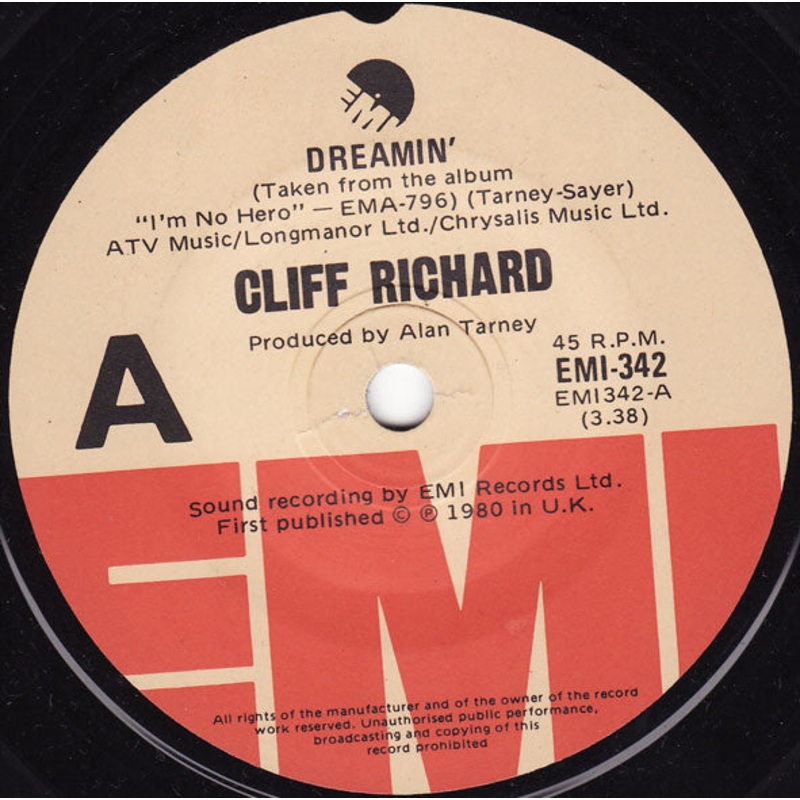 EMI
DREAMIN'
(Taken from the album
"I'm No Hero" — EMA-796) (Tarney-Sayer)
ATV Music/Longmanor Ltd./Chrysalis Music Ltd.
CLIFF RICHARD
Produced by Alan Tarney
A
45 R.P.M.
EMI-342
EMI342-A
(3.38)
Sound recording by EMI Records Ltd.
First published © ℗ 1980 in U.K.
EMI
All rights of the manufacturer and of the owner of the record
work reserved. Unauthorised public performance,
broadcasting and copying of this
record prohibited